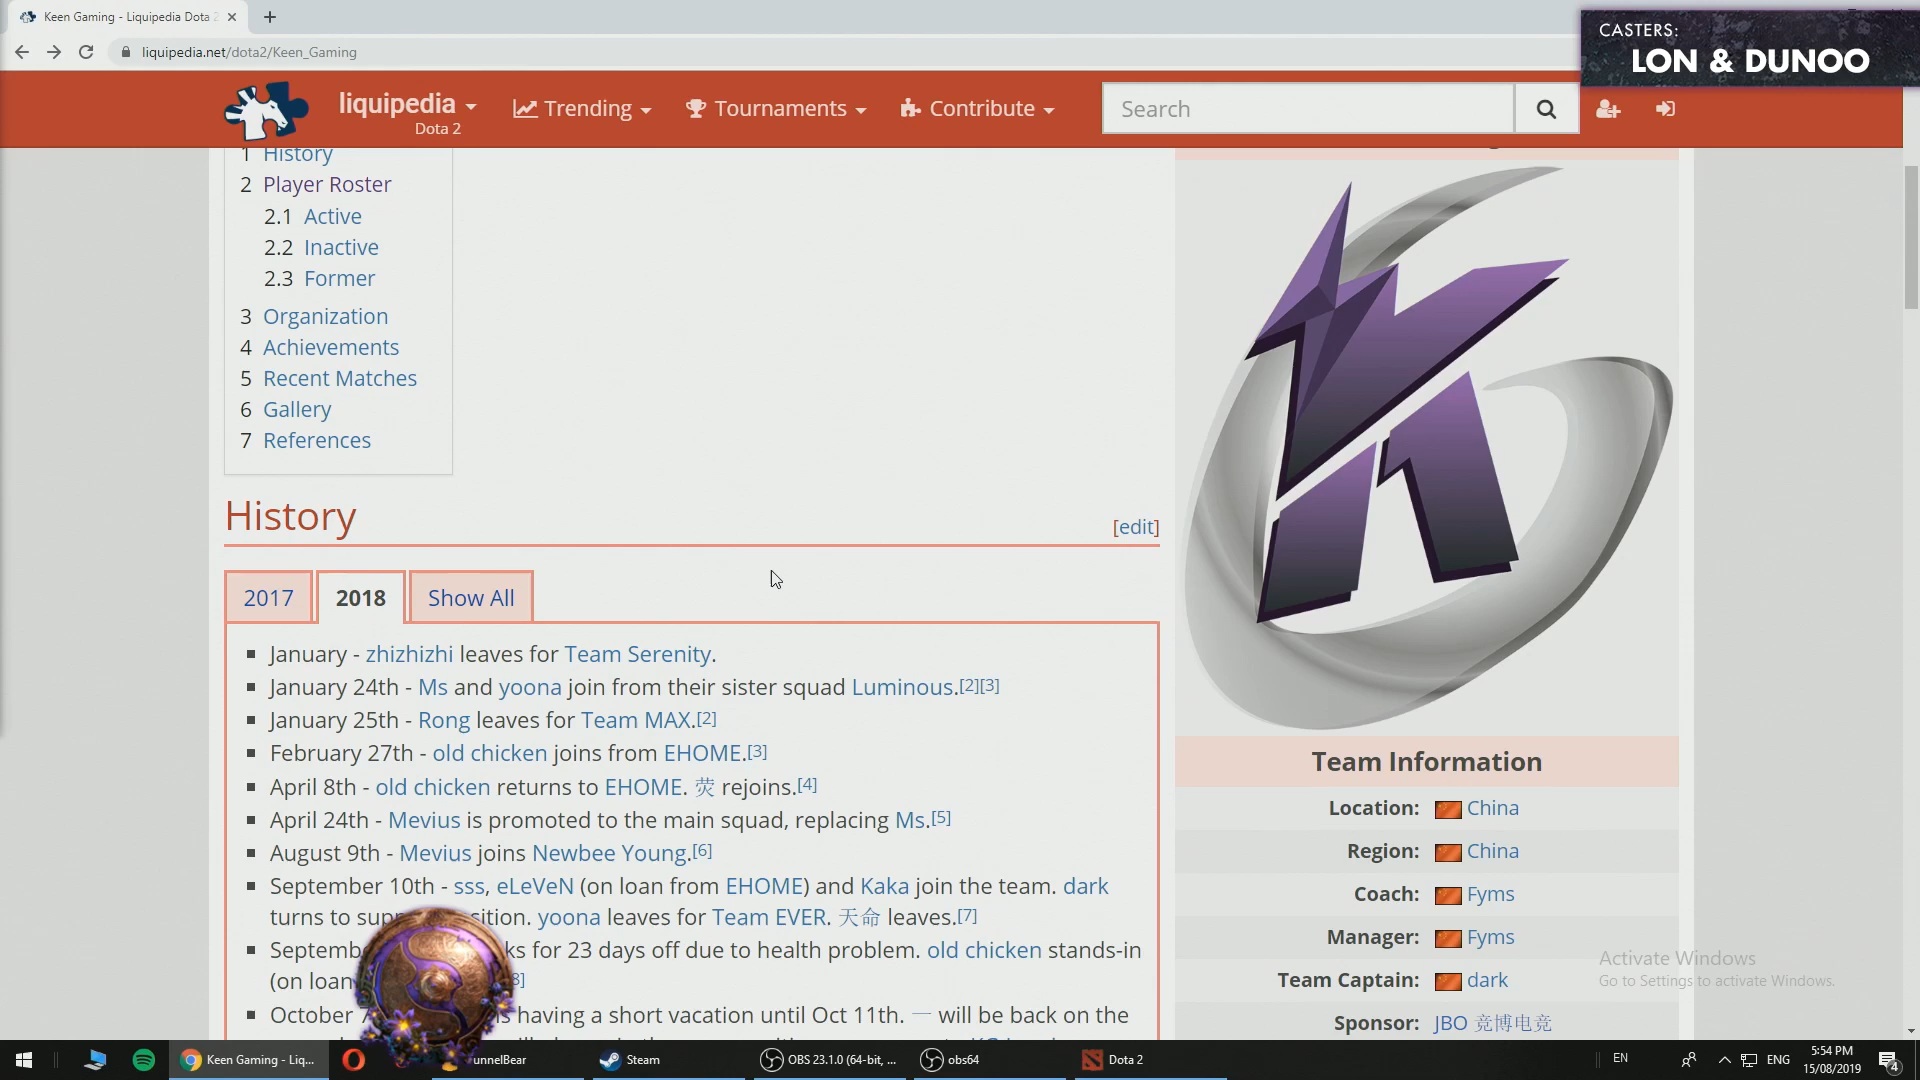 Keen Gaming - Liquipedia Dota 2
liquipedia.net/dota2/Keen_Gaming
CASTERS:
LON & DUNOO
liquipedia
Dota 2
Trending
Tournaments
Contribute
Search
1 History
2 Player Roster
2.1 Active
2.2 Inactive
2.3 Former
3 Organization
4 Achievements
5 Recent Matches
6 Gallery
7 References
History
[edit]
2017
2018
Show All
January - zhizhizhi leaves for Team Serenity.
January 24th - Ms and yoona join from their sister squad Luminous.[2][3]
January 25th - Rong leaves for Team MAX.[2]
February 27th - old chicken joins from EHOME.[3]
April 8th - old chicken returns to EHOME. 荧 rejoins.[4]
April 24th - Mevius is promoted to the main squad, replacing Ms.[5]
August 9th - Mevius joins Newbee Young.[6]
September 10th - sss, eLeVeN (on loan from EHOME) and Kaka join the team. dark
turns to sup sition. yoona leaves for Team EVER. 天命 leaves.[7]
Septembe ks for 23 days off due to health problem. old chicken stands-in
(on loan 8]
October 7 is having a short vacation until Oct 11th. 一 will be back on the
Team Information
Location: China
Region: China
Coach: Fyms
Manager: Fyms
Team Captain: dark
Sponsor: JBO 竞博电竞
Activate Windows
Go to Settings to activate Windows.
Keen Gaming - Liq...
unnelBear
Steam
OBS 23.1.0 (64-bit, ...
obs64
Dota 2
EN
ENG
5:54 PM
15/08/2019
4